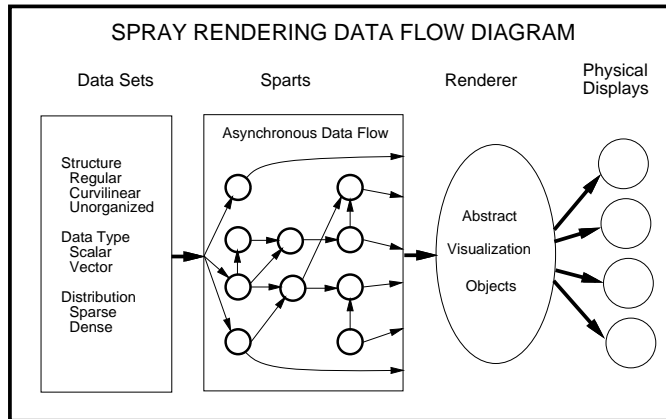 SPRAY RENDERING DATA FLOW DIAGRAM
Data Sets
Sparts
Renderer
Physical
Displays
Structure
Regular
Curvilinear
Unorganized
Data Type
Scalar
Vector
Distribution
Sparse
Dense
Asynchronous Data Flow
Abstract
Visualization
Objects